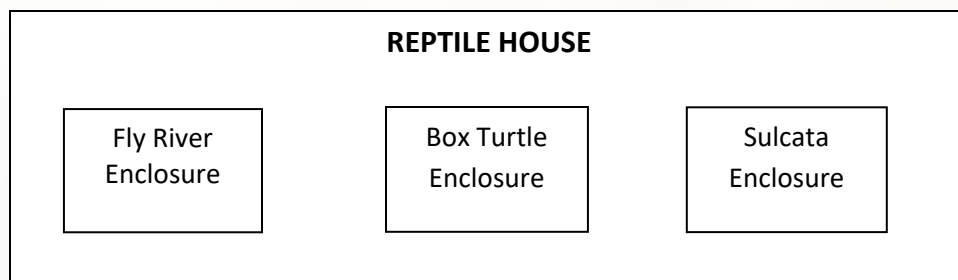 REPTILE HOUSE
Fly River
Enclosure
Box Turtle
Enclosure
Sulcata
Enclosure